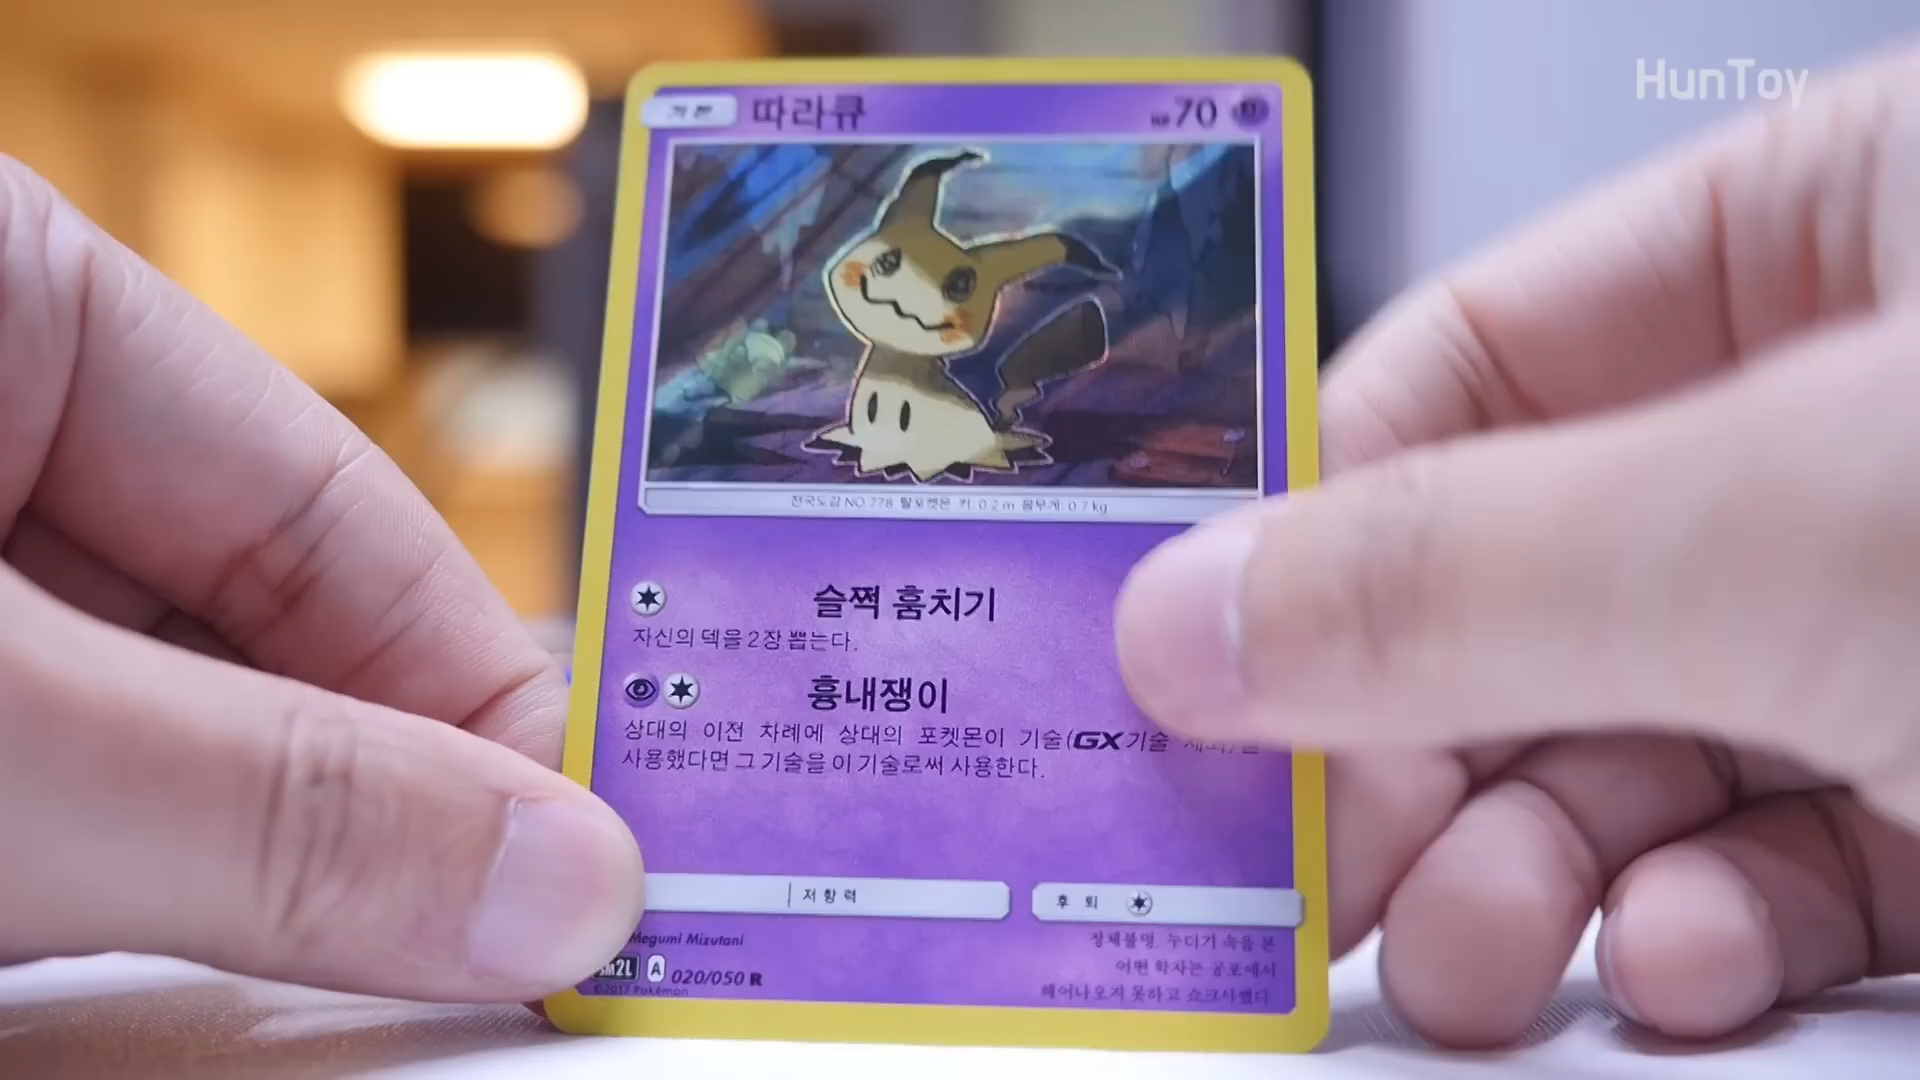 HunToy
기본 따라큐 HP70
전국도감 NO.778 탈포켓몬 키: 0.2m 몸무게: 0.7kg
슬쩍 훔치기
자신의 덱을 2장 뽑는다.
흉내쟁이
상대의 이전 차례에 상대의 포켓몬이 기술(GX기술 제외)을
사용했다면 그 기술을 이 기술로써 사용한다.
저항력
후퇴
Megumi Mizutani
정체불명. 누더기 속을 본
어떤 학자는 공포에서
헤어나오지 못하고 쇼크사했다
SM2L A 020/050 R
©2017 Pokémon